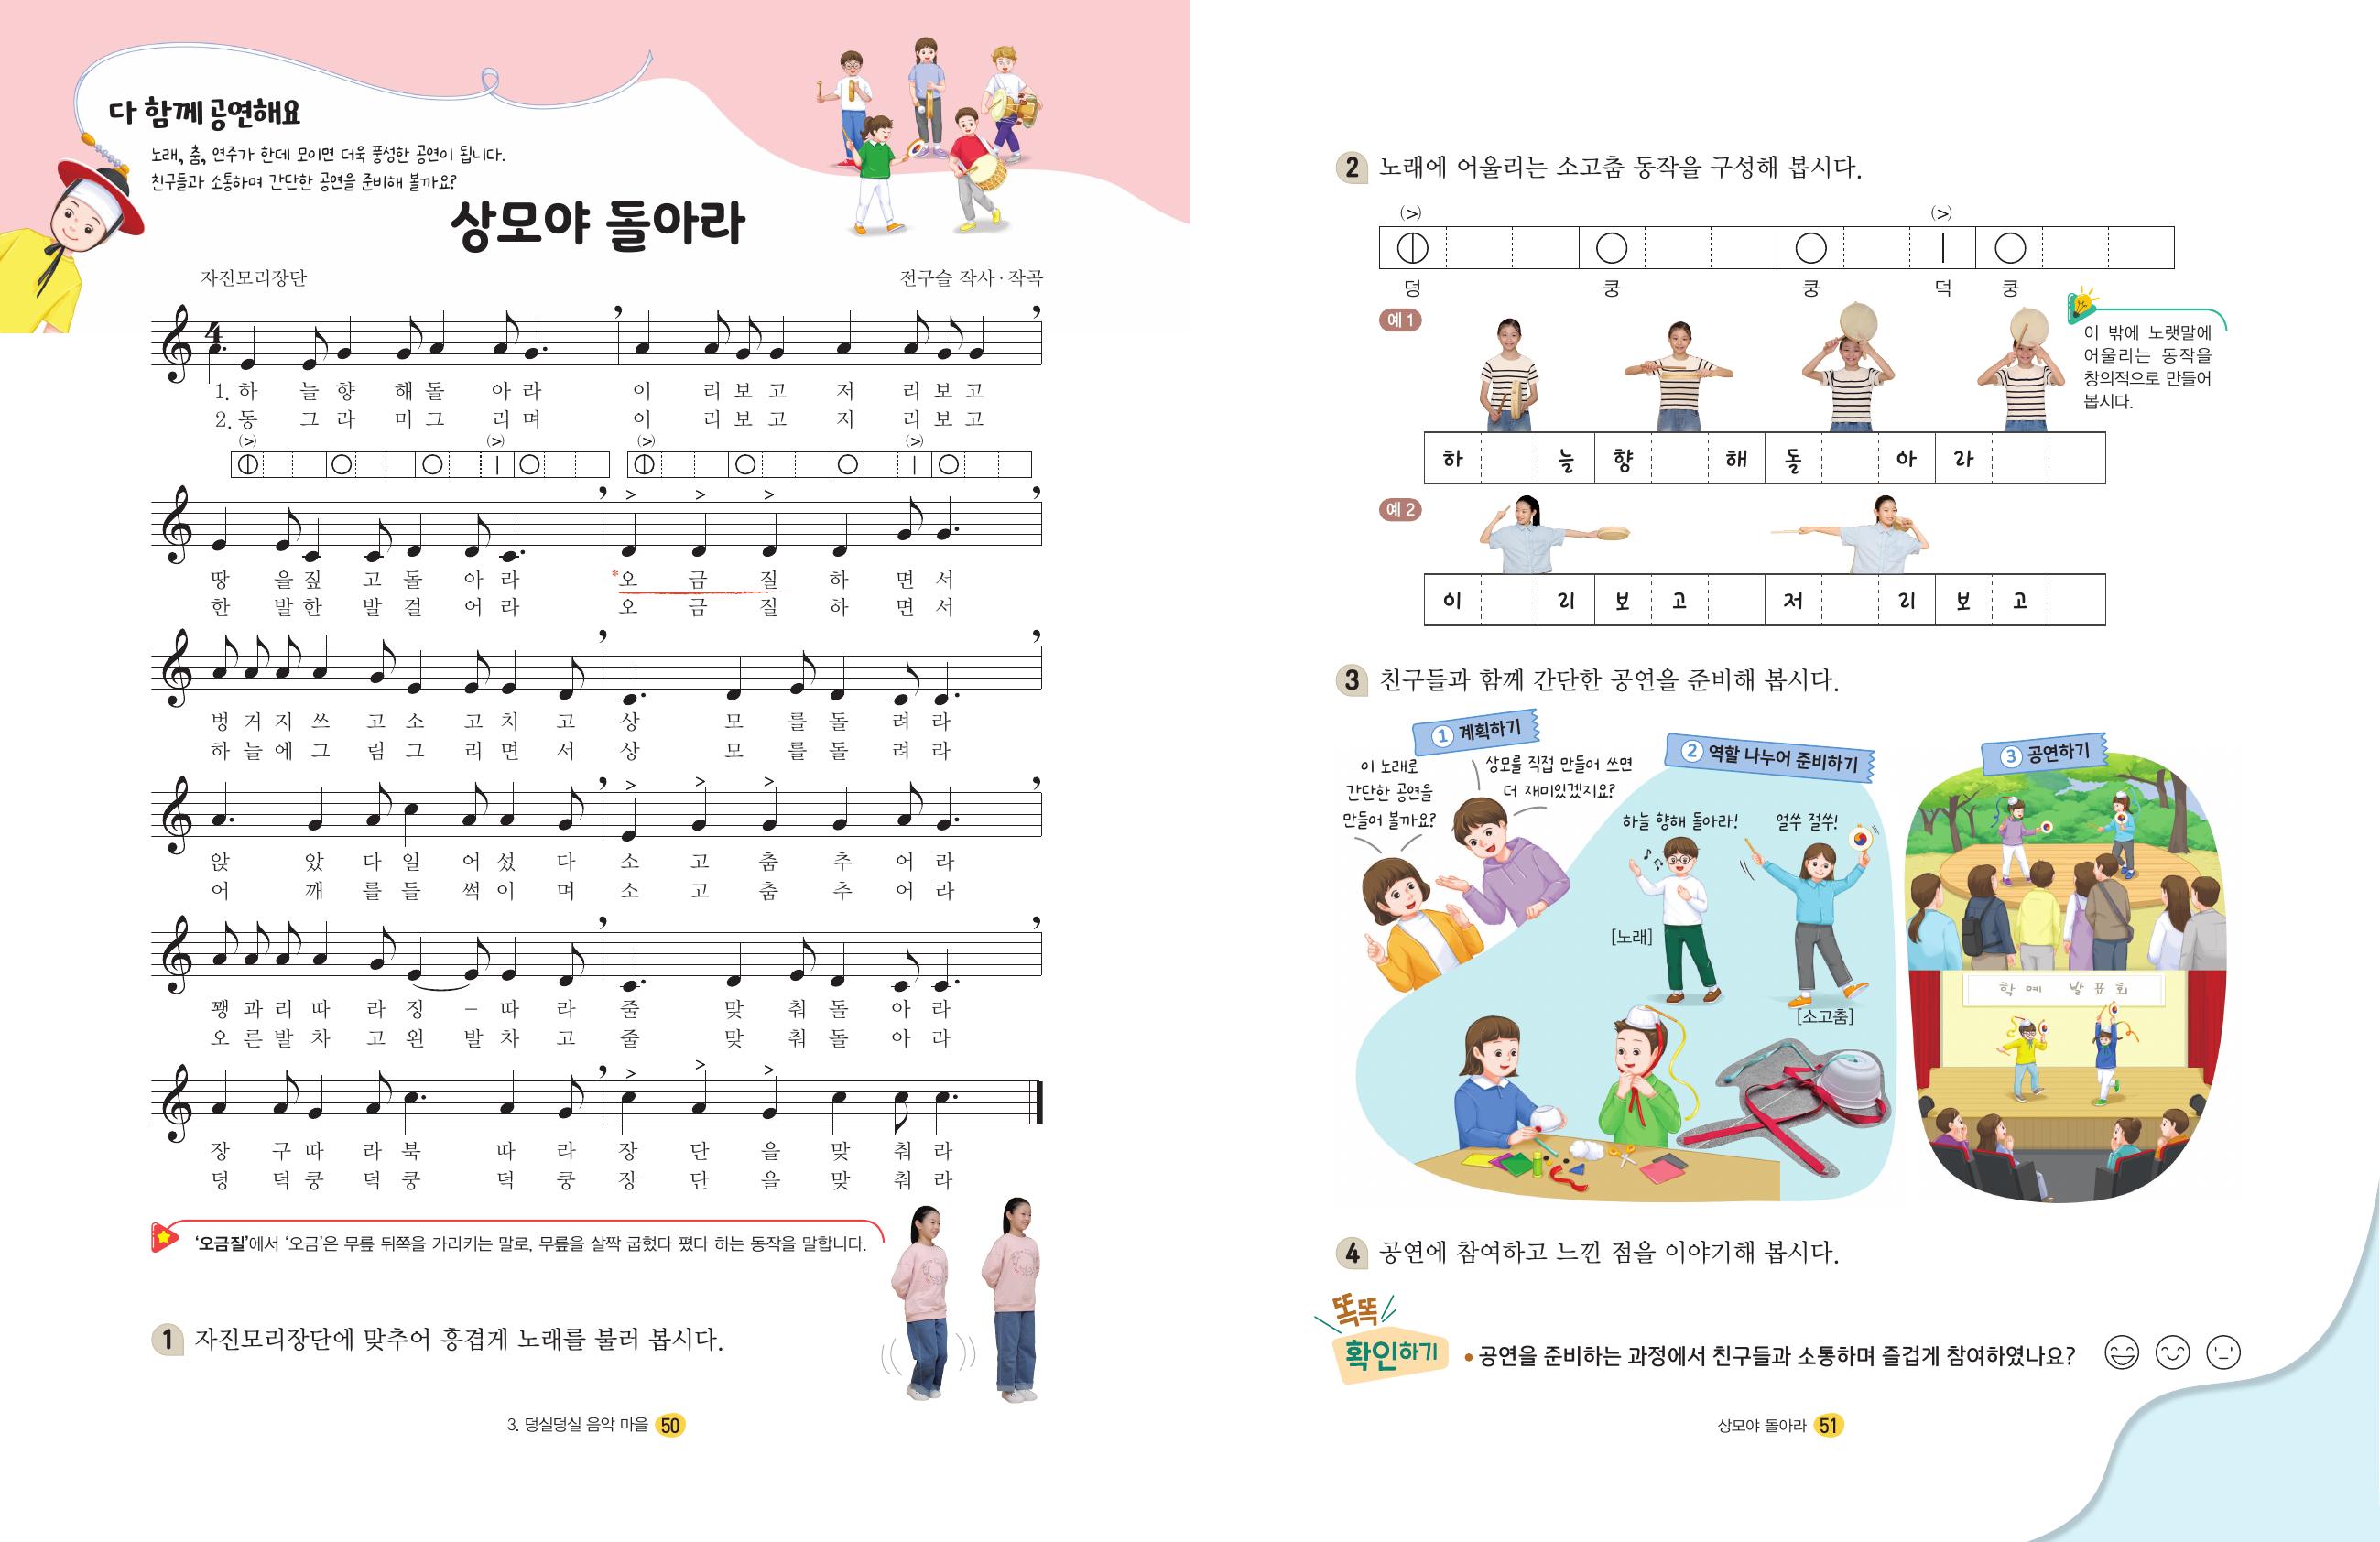 다 함께 공연해요
노래, 춤, 연주가 한데 모이면 더욱 풍성한 공연이 됩니다.
친구들과 소통하며 간단한 공연을 준비해 볼까요?
상모야 돌아라
자진모리장단
전구슬 작사·작곡
4
1. 하 늘 향 해 돌 아 라 이 리 보 고 저 리 보 고
2. 동 그 라 미 그 리 며 이 리 보 고 저 리 보 고
(>) (>) (>) (>)
땅 을 짚 고 돌 아 라 *오 금 질 하 면 서
한 발 한 발 걸 어 라 오 금 질 하 면 서
벙 거 지 쓰 고 소 고 치 고 상 모 를 돌 려 라
하 늘 에 그 림 그 리 면 서 상 모 를 돌 려 라
앉 았 다 일 어 섰 다 소 고 춤 추 어 라
어 깨 를 들 썩 이 며 소 고 춤 추 어 라
꽹 과 리 따 라 징 – 따 라 줄 맞 춰 돌 아 라
오 른 발 차 고 왼 발 차 고 줄 맞 춰 돌 아 라
장 구 따 라 북 따 라 장 단 을 맞 춰 라
덩 덕 쿵 덕 쿵 덕 쿵 장 단 을 맞 춰 라
'오금질'에서 '오금'은 무릎 뒤쪽을 가리키는 말로, 무릎을 살짝 굽혔다 폈다 하는 동작을 말합니다.
1 자진모리장단에 맞추어 흥겹게 노래를 불러 봅시다.
3. 덩실덩실 음악 마을 50
2 노래에 어울리는 소고춤 동작을 구성해 봅시다.
(>) (>)
덩 쿵 쿵 덕 쿵
예 1
이 밖에 노랫말에
어울리는 동작을
창의적으로 만들어
봅시다.
하 늘 향 해 돌 아 라
예 2
이 리 보 고 저 리 보 고
3 친구들과 함께 간단한 공연을 준비해 봅시다.
① 계획하기
이 노래로
간단한 공연을
만들어 볼까요?
상모를 직접 만들어 쓰면
더 재미있겠지요?
② 역할 나누어 준비하기
하늘 향해 돌아라!
얼쑤 절쑤!
[노래]
[소고춤]
③ 공연하기
학예 발표회
4 공연에 참여하고 느낀 점을 이야기해 봅시다.
똑똑
확인하기
• 공연을 준비하는 과정에서 친구들과 소통하며 즐겁게 참여하였나요?
상모야 돌아라 51